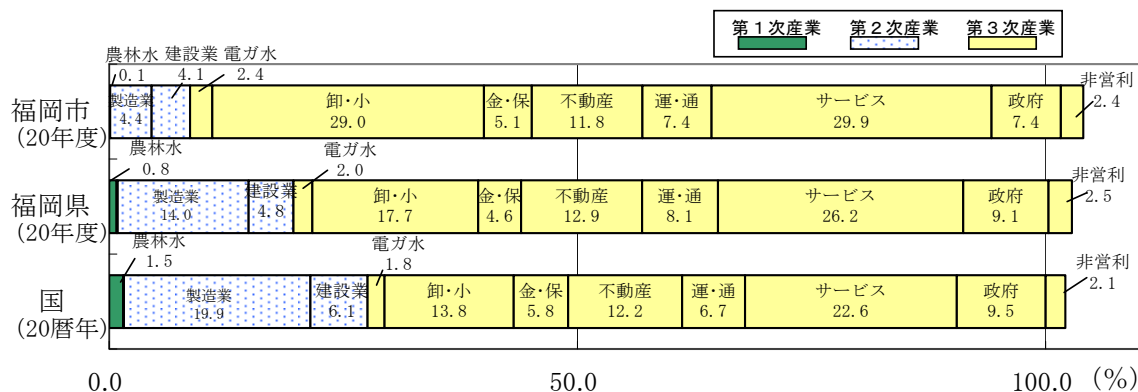 第１次産業 第２次産業 第３次産業
農林水 建設業 電ガ水
0.1 4.1 2.4
福岡市
(20年度)
製造業 卸・小 金・保 不動産 運・通 サービス 政府 非営利
4.4 29.0 5.1 11.8 7.4 29.9 7.4 2.4
農林水 電ガ水
0.8 2.0
福岡県
(20年度)
製造業 建設業 卸・小 金・保 不動産 運・通 サービス 政府 非営利
14.0 4.8 17.7 4.6 12.9 8.1 26.2 9.1 2.5
農林水 電ガ水
1.5 1.8
国
(20暦年)
製造業 建設業 卸・小 金・保 不動産 運・通 サービス 政府 非営利
19.9 6.1 13.8 5.8 12.2 6.7 22.6 9.5 2.1
0.0 50.0 100.0 (%)